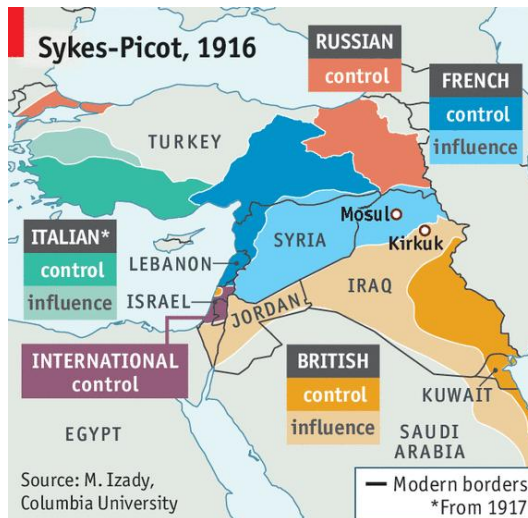 Sykes-Picot, 1916
RUSSIAN
control
FRENCH
control
influence
TURKEY
Mosul
Kirkuk
SYRIA
ITALIAN*
control
influence
LEBANON
ISRAEL
IRAQ
JORDAN
INTERNATIONAL
control
BRITISH
control
influence
KUWAIT
EGYPT
SAUDI
ARABIA
Source: M. Izady,
Columbia University
Modern borders
*From 1917